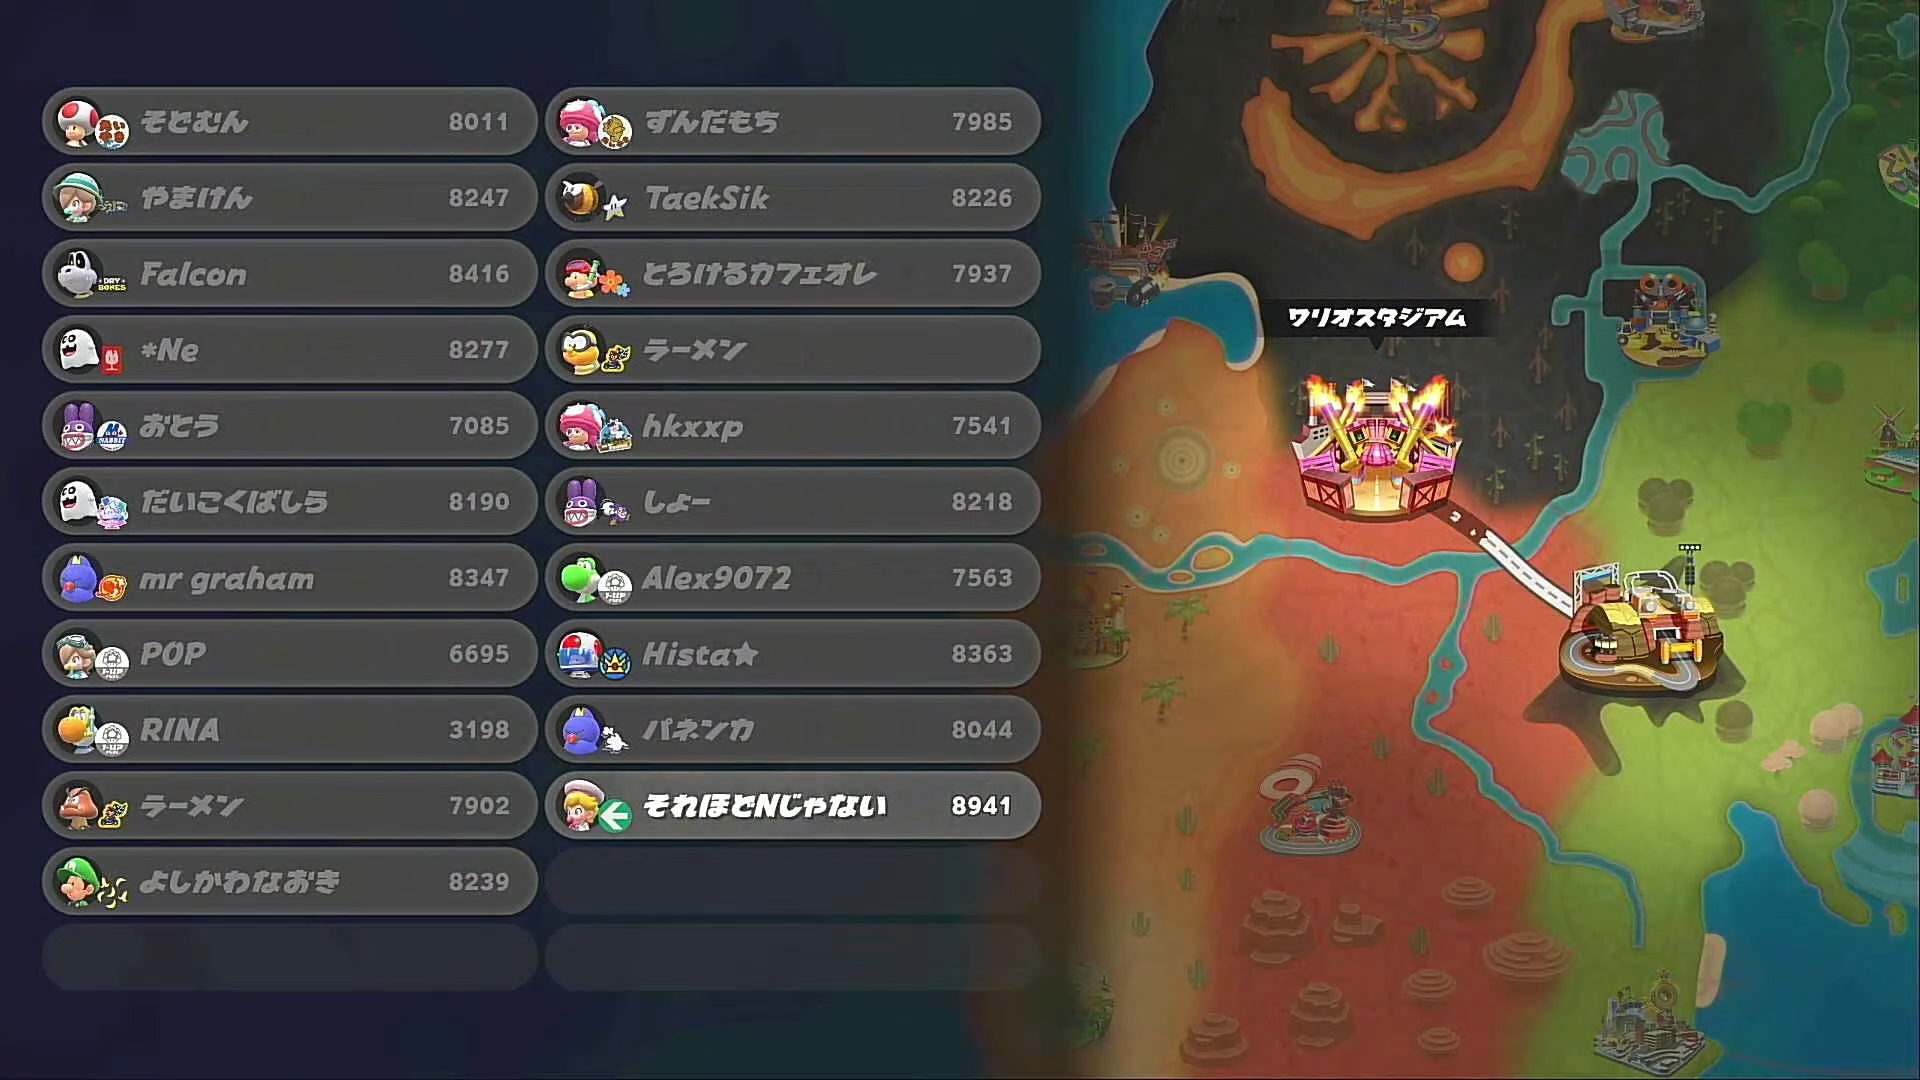 そどむん 8011
ずんだもち 7985
やまけん 8247
TaekSik 8226
Falcon 8416
DRY BONES
とろけるカフェオレ 7937
*Ne 8277
ラーメン
おとう 7085
hkxxp 7541
だいこくばしら 8190
しょー 8218
mr graham 8347
Alex9072 7563
POP 6695
Hista★ 8363
RINA 3198
パネンカ 8044
ラーメン 7902
それほどNじゃない 8941
よしかわなおき 8239
ワリオスタジアム